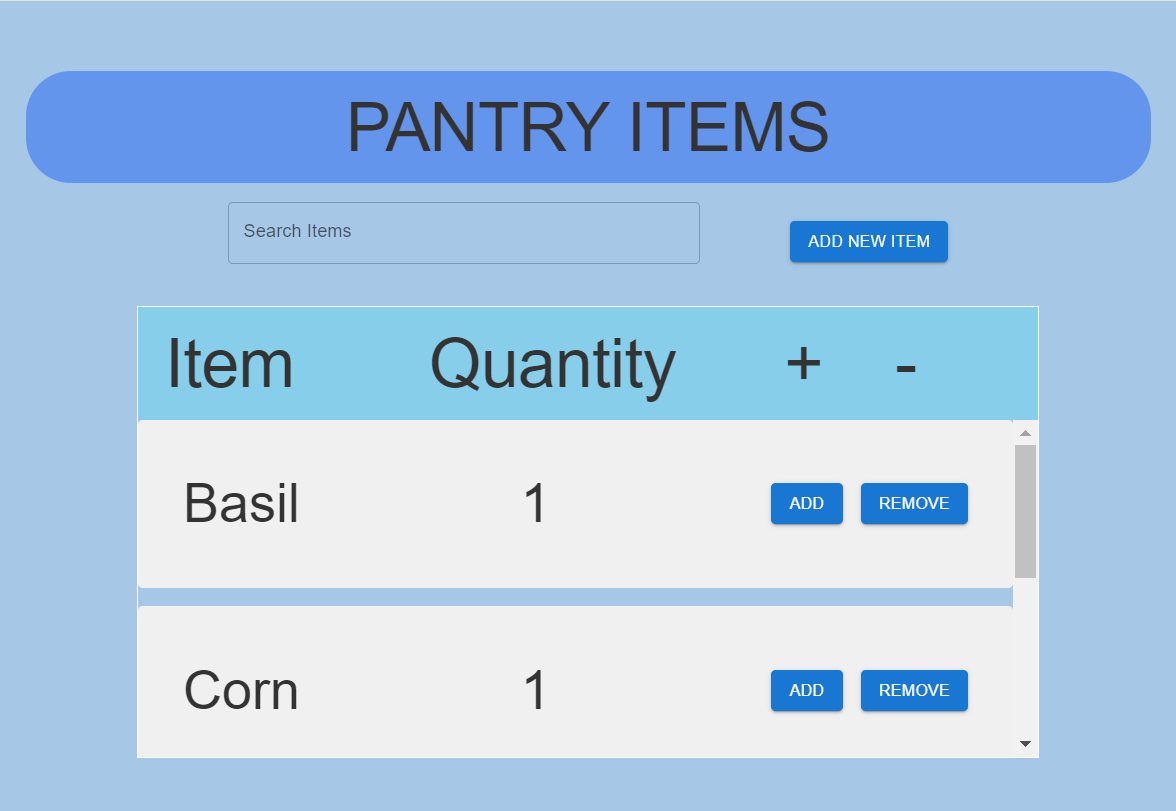 PANTRY ITEMS
Search Items
ADD NEW ITEM
Item Quantity + -
Basil 1 ADD REMOVE
Corn 1 ADD REMOVE